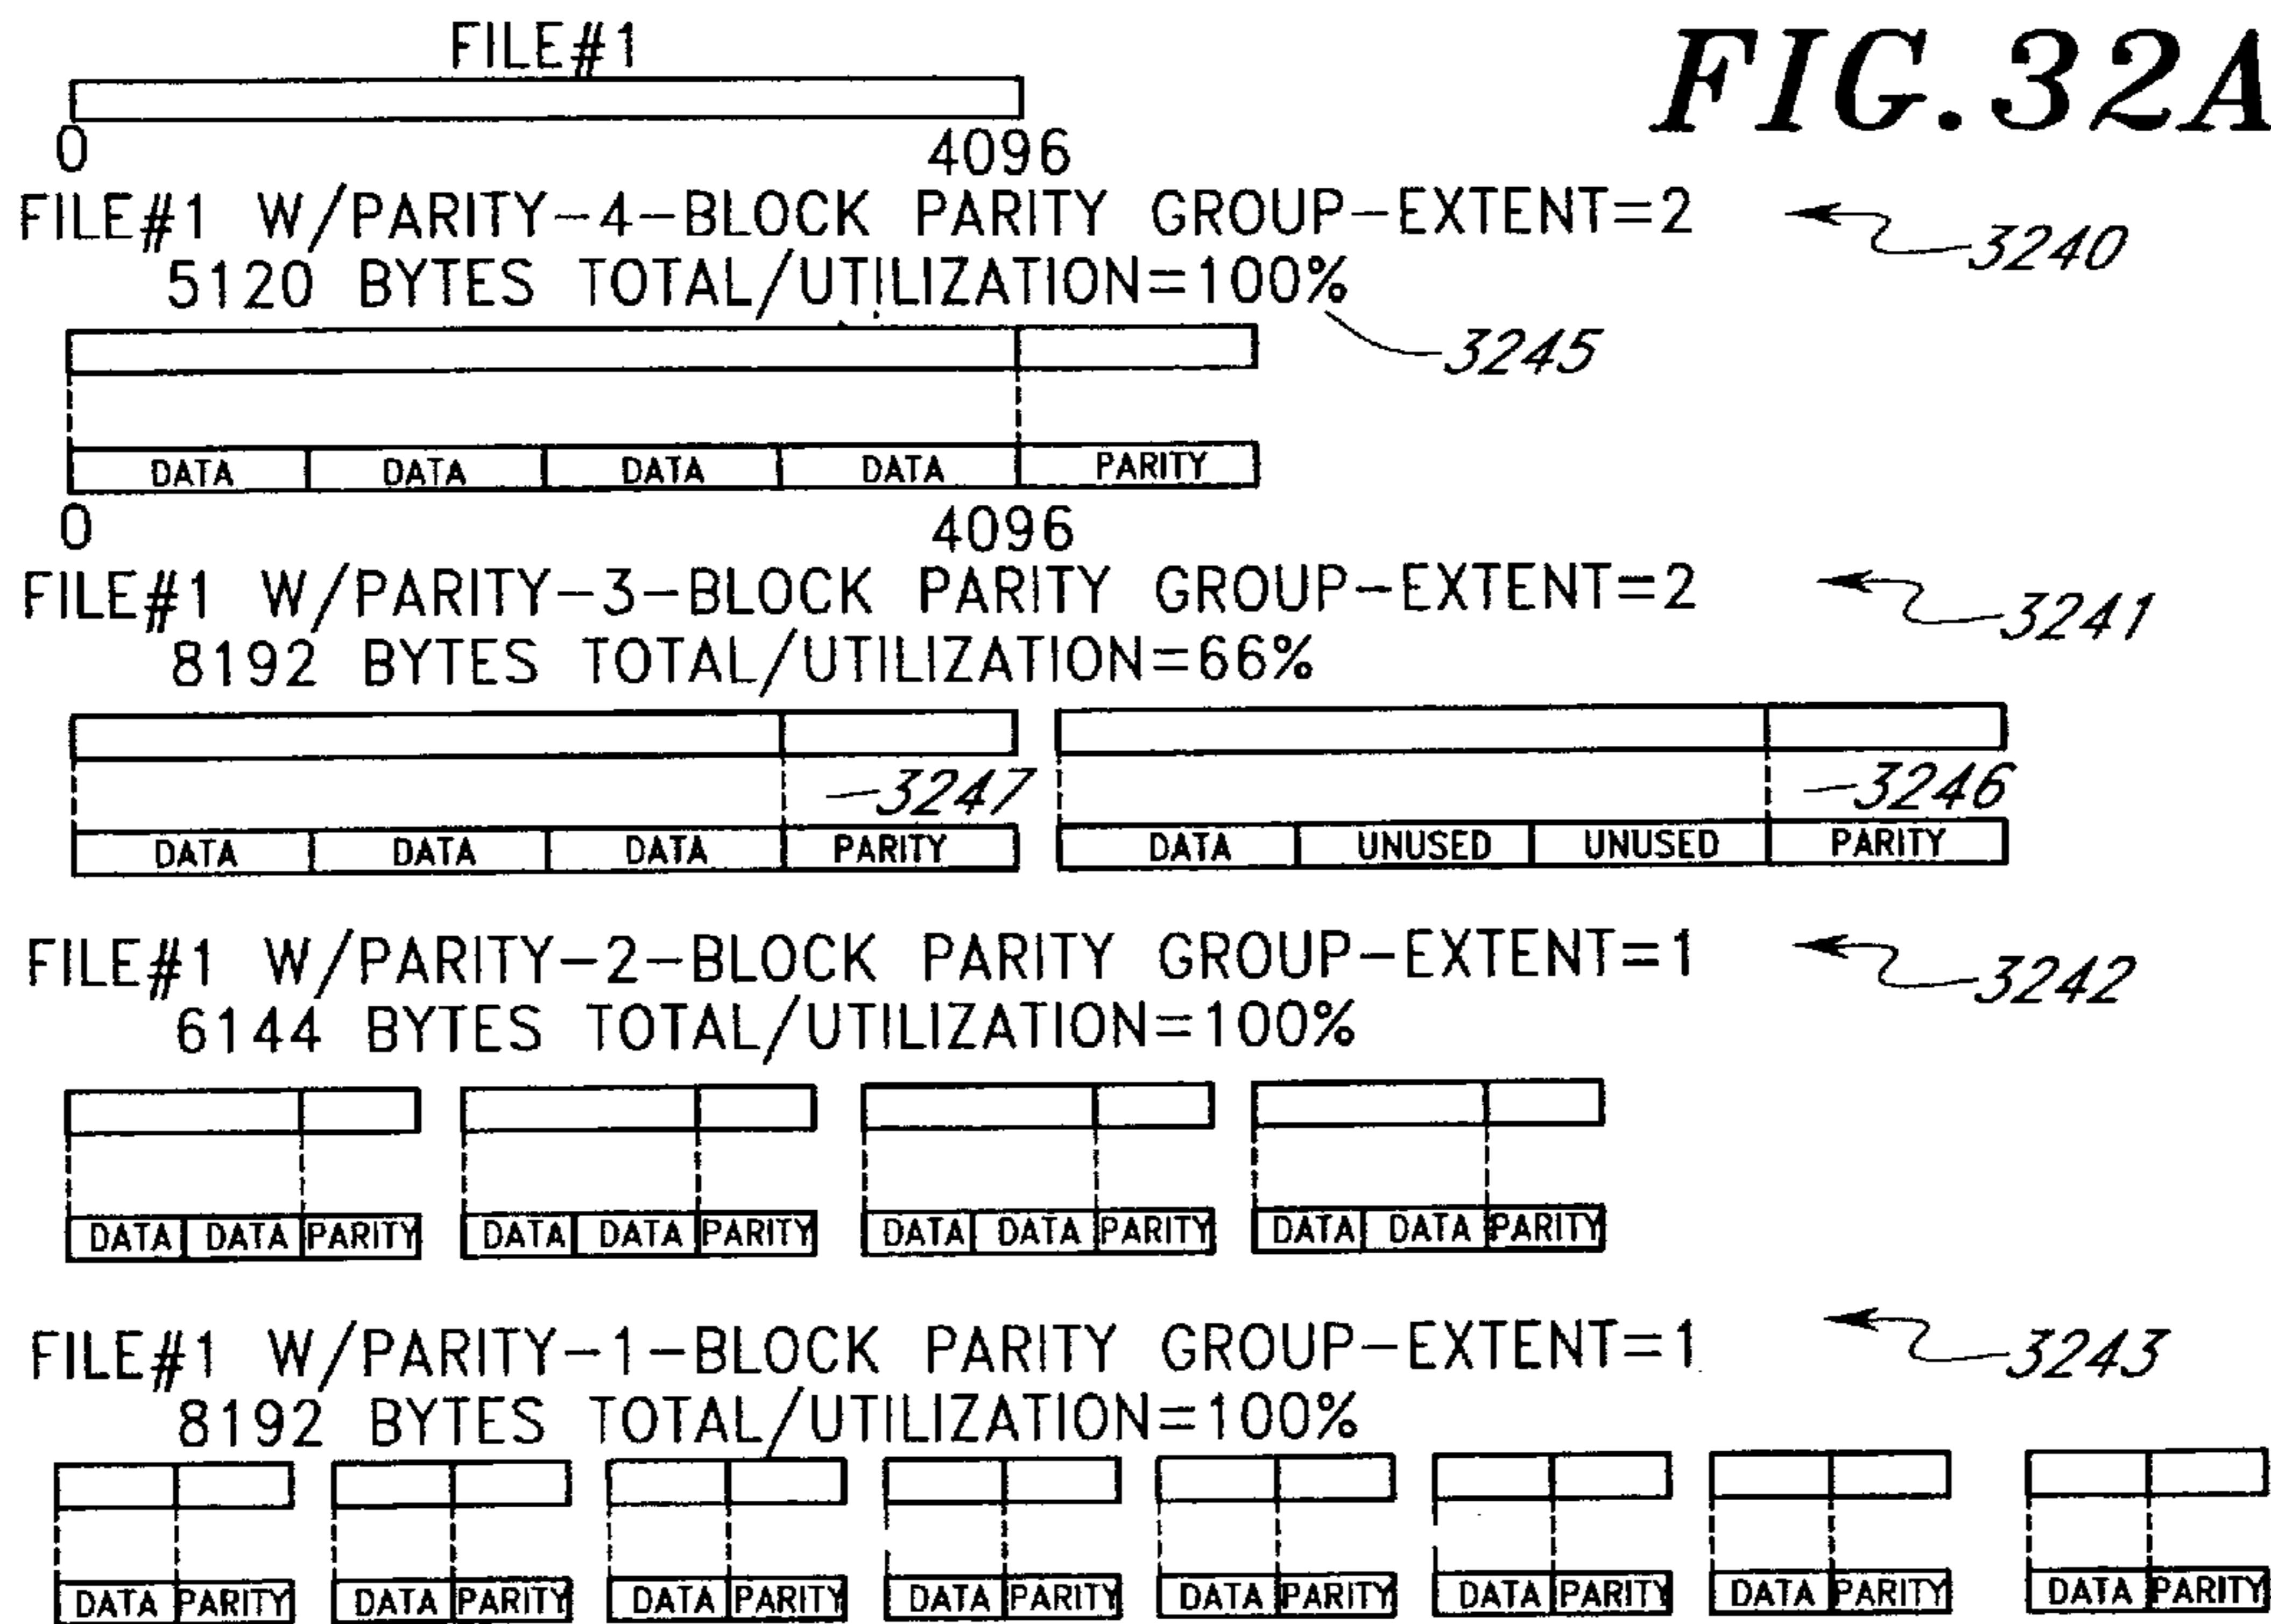 FIG.32A
FILE#1
0 4096
FILE#1 W/PARITY-4-BLOCK PARITY GROUP-EXTENT=2 3240
5120 BYTES TOTAL/UTILIZATION=100% 3245
DATA DATA DATA DATA PARITY
0 4096
FILE#1 W/PARITY-3-BLOCK PARITY GROUP-EXTENT=2 3241
8192 BYTES TOTAL/UTILIZATION=66%
3247 3246
DATA DATA DATA PARITY DATA UNUSED UNUSED PARITY
FILE#1 W/PARITY-2-BLOCK PARITY GROUP-EXTENT=1 3242
6144 BYTES TOTAL/UTILIZATION=100%
DATA DATA PARITY DATA DATA PARITY DATA DATA PARITY DATA DATA PARITY
FILE#1 W/PARITY-1-BLOCK PARITY GROUP-EXTENT=1 3243
8192 BYTES TOTAL/UTILIZATION=100%
DATA PARITY DATA PARITY DATA PARITY DATA PARITY DATA PARITY DATA PARITY DATA PARITY DATA PARITY